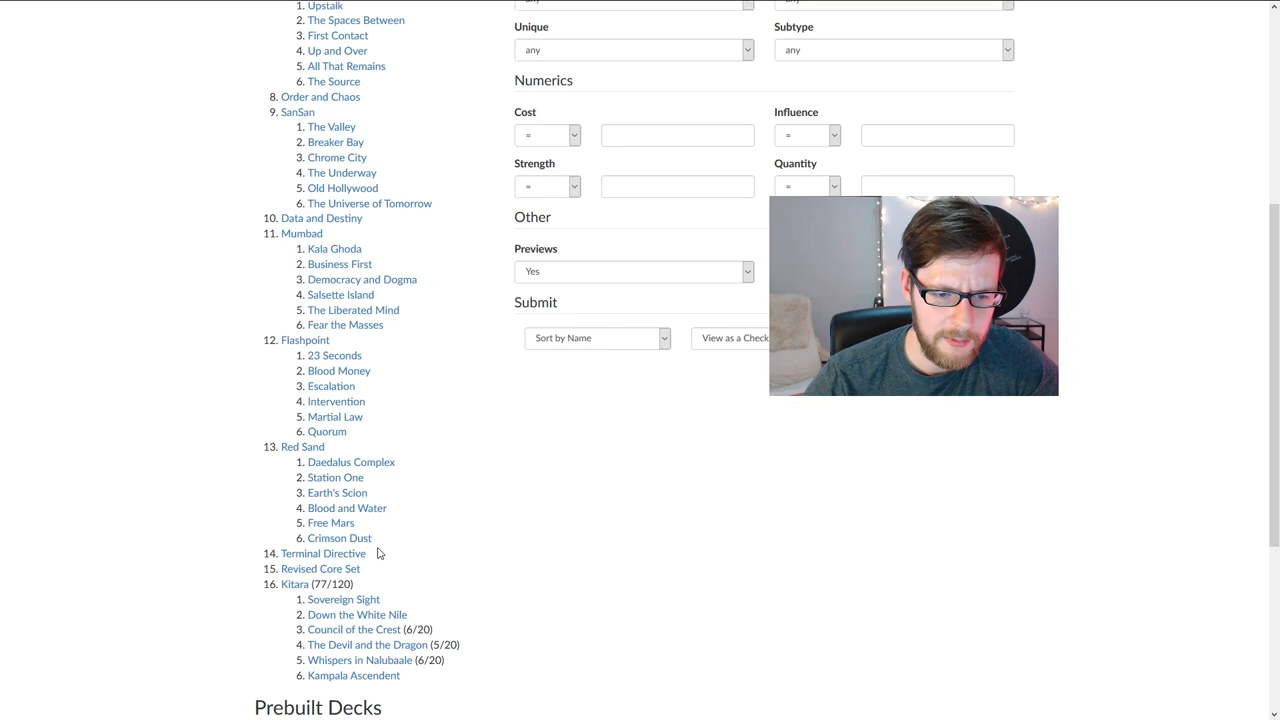 1. Upstalk
2. The Spaces Between
3. First Contact
4. Up and Over
5. All That Remains
6. The Source
8. Order and Chaos
9. SanSan
1. The Valley
2. Breaker Bay
3. Chrome City
4. The Underway
5. Old Hollywood
6. The Universe of Tomorrow
10. Data and Destiny
11. Mumbad
1. Kala Ghoda
2. Business First
3. Democracy and Dogma
4. Salsette Island
5. The Liberated Mind
6. Fear the Masses
12. Flashpoint
1. 23 Seconds
2. Blood Money
3. Escalation
4. Intervention
5. Martial Law
6. Quorum
13. Red Sand
1. Daedalus Complex
2. Station One
3. Earth's Scion
4. Blood and Water
5. Free Mars
6. Crimson Dust
14. Terminal Directive
15. Revised Core Set
16. Kitara (77/120)
1. Sovereign Sight
2. Down the White Nile
3. Council of the Crest (6/20)
4. The Devil and the Dragon (5/20)
5. Whispers in Nalubaale (6/20)
6. Kampala Ascendent
Prebuilt Decks
Unique Subtype
any any
Numerics
Cost Influence
= =
Strength Quantity
= =
Other
Previews
Yes
Submit
Sort by Name View as a Check